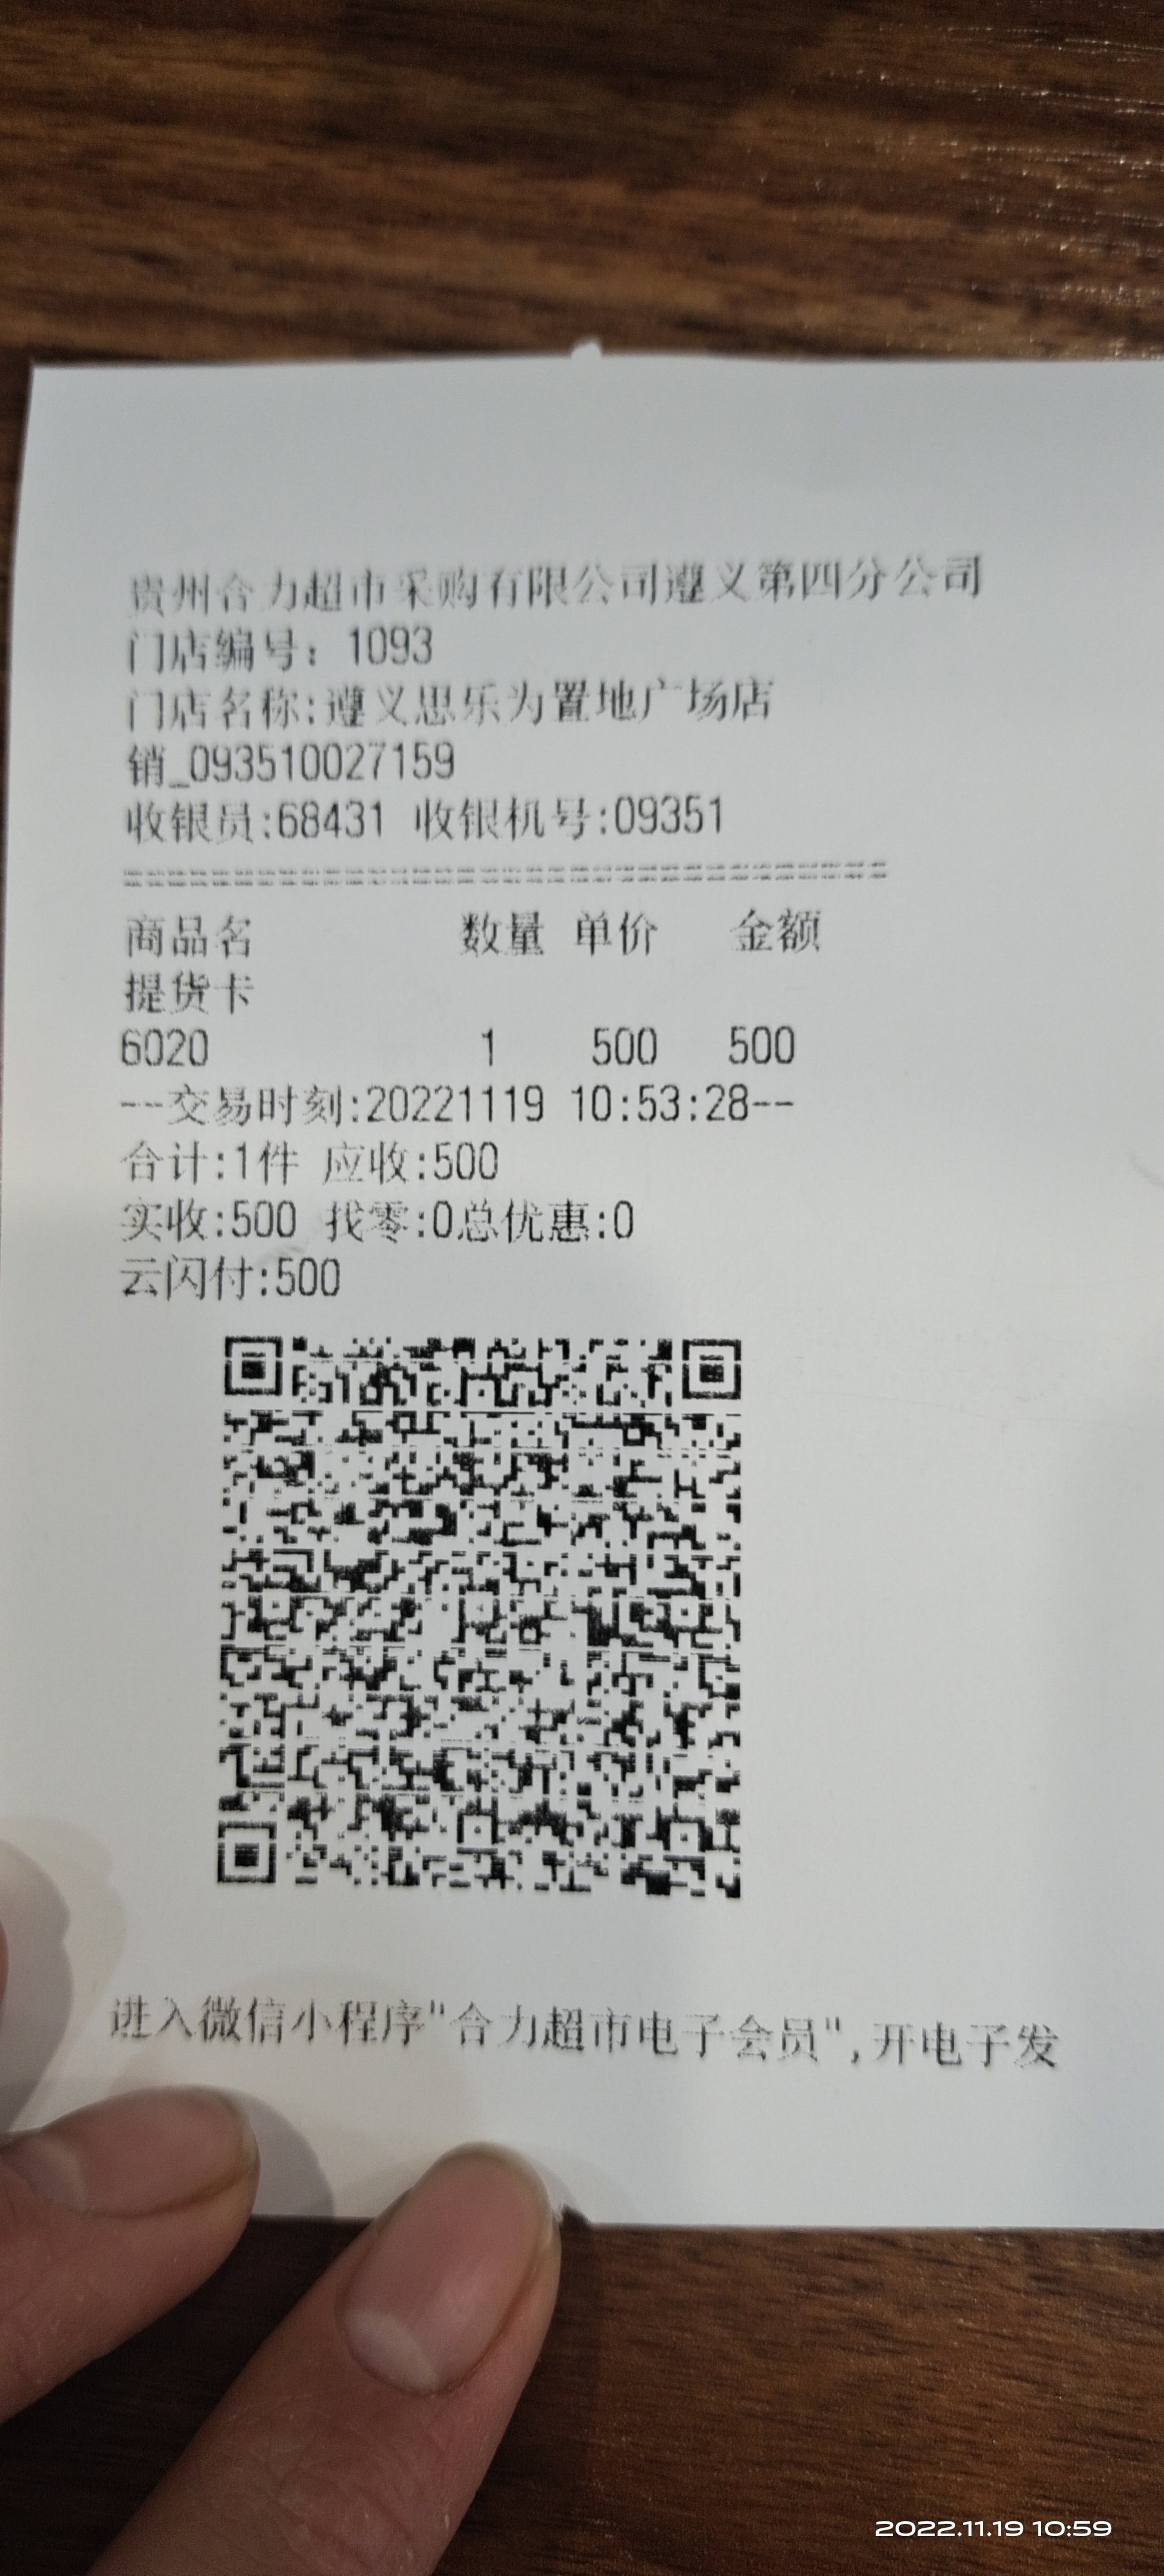 贵州合力超市采购有限公司遵义第四分公司
门店编号：1093
门店名称:遵义思乐为置地广场店
销_093510027159
收银员:68431 收银机号:09351
商品名 数量 单价 金额
提货卡
6020 1 500 500
--交易时刻:20221119 10:53:28--
合计:1件 应收:500
实收:500 找零:0总优惠:0
云闪付:500
进入微信小程序"合力超市电子会员",开电子发
2022.11.19 10:59